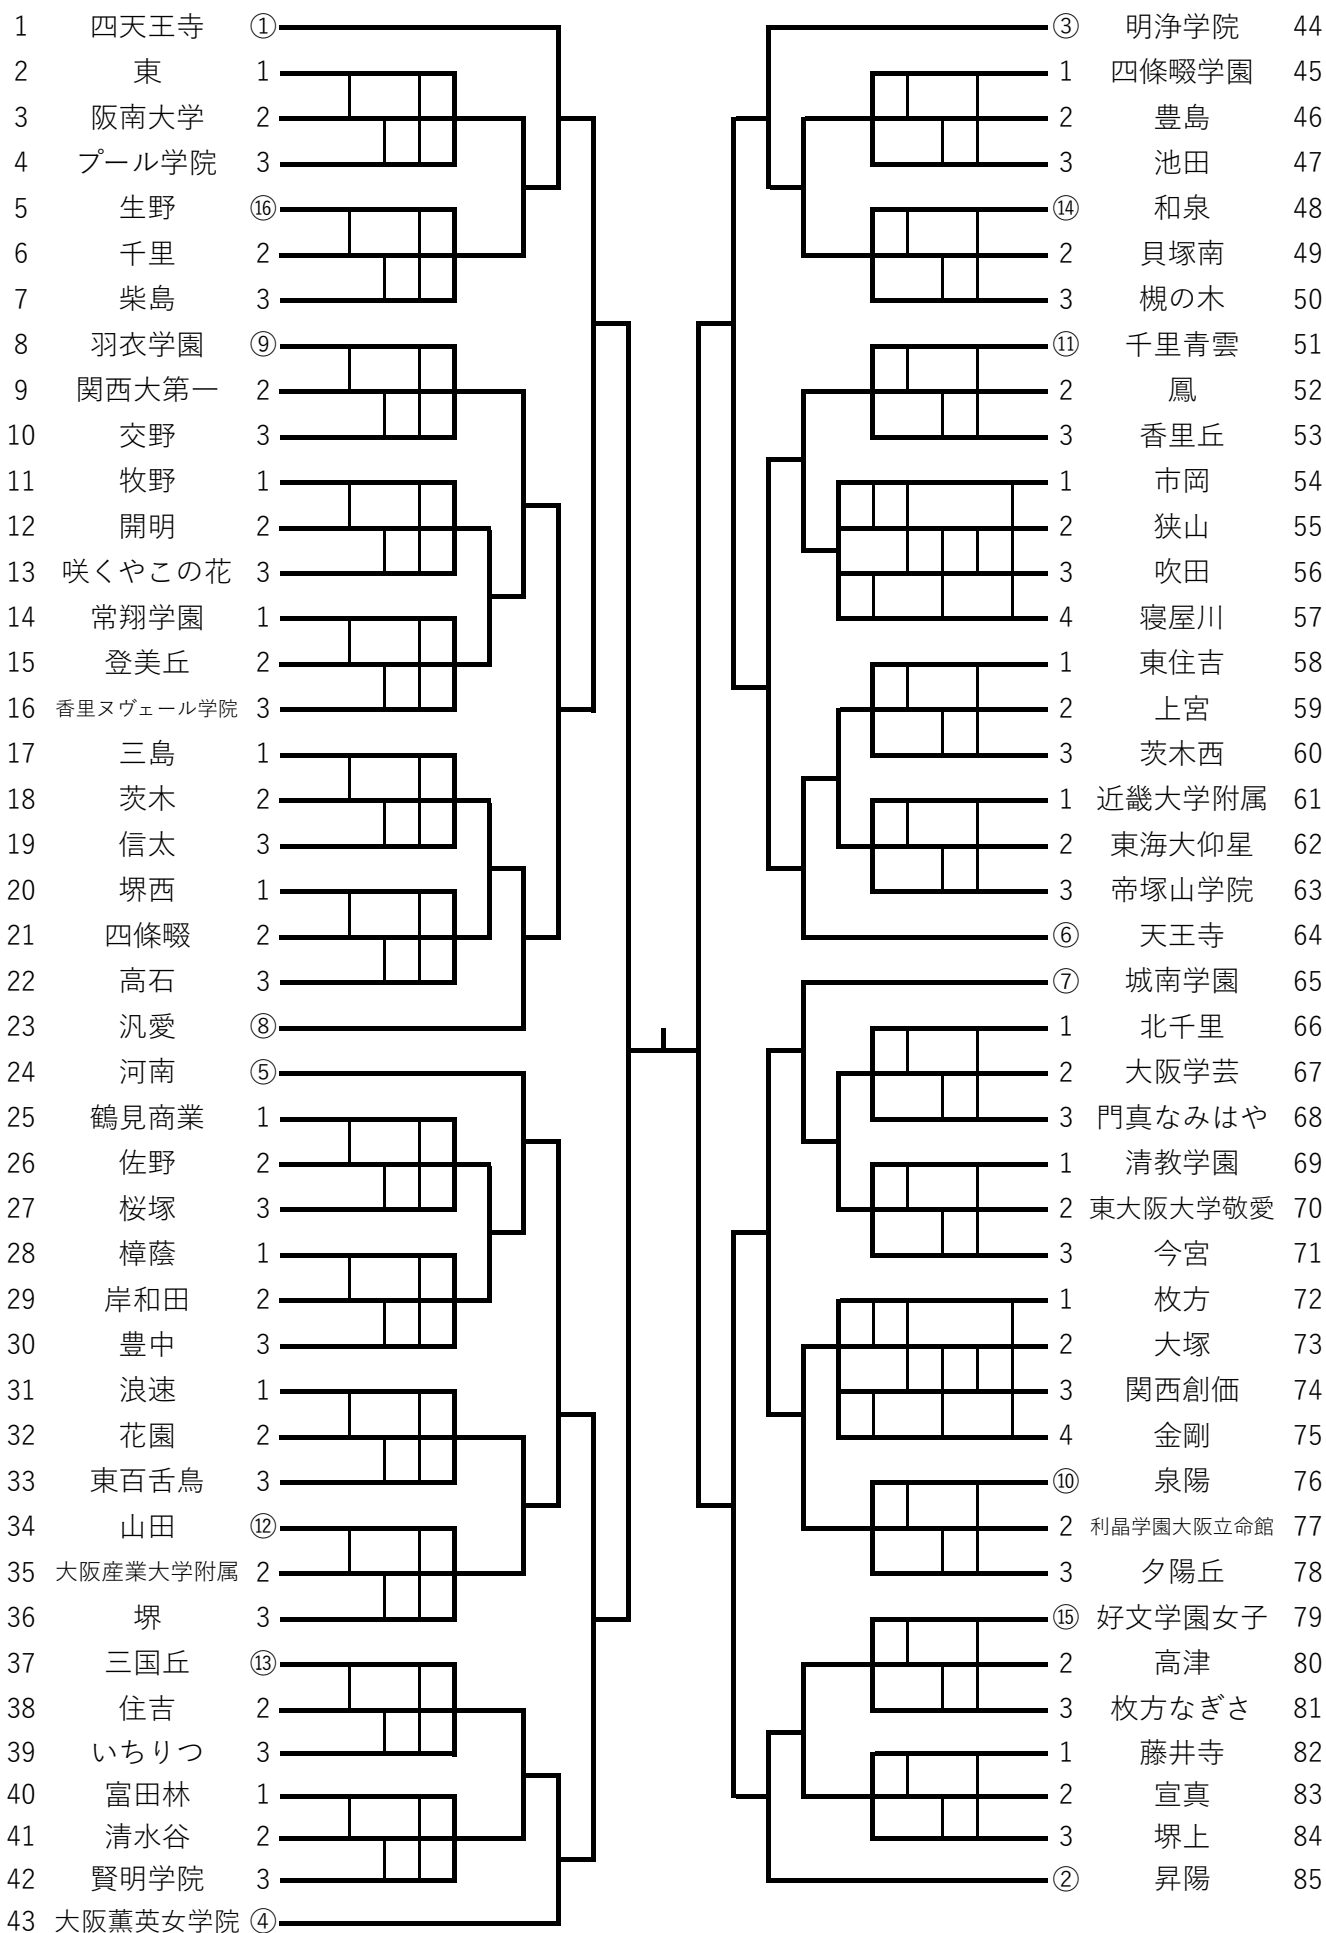 1 四天王寺 ①
2 東 1
3 阪南大学 2
4 プール学院 3
5 生野 ⑯
6 千里 2
7 柴島 3
8 羽衣学園 ⑨
9 関西大第一 2
10 交野 3
11 牧野 1
12 開明 2
13 咲くやこの花 3
14 常翔学園 1
15 登美丘 2
16 香里ヌヴェール学院 3
17 三島 1
18 茨木 2
19 信太 3
20 堺西 1
21 四條畷 2
22 高石 3
23 汎愛 ⑧
24 河南 ⑤
25 鶴見商業 1
26 佐野 2
27 桜塚 3
28 樟蔭 1
29 岸和田 2
30 豊中 3
31 浪速 1
32 花園 2
33 東百舌鳥 3
34 山田 ⑫
35 大阪産業大学附属 2
36 堺 3
37 三国丘 ⑬
38 住吉 2
39 いちりつ 3
40 富田林 1
41 清水谷 2
42 賢明学院 3
43 大阪薫英女学院 ④
③ 明浄学院 44
1 四條畷学園 45
2 豊島 46
3 池田 47
⑭ 和泉 48
2 貝塚南 49
3 槻の木 50
⑪ 千里青雲 51
2 鳳 52
3 香里丘 53
1 市岡 54
2 狭山 55
3 吹田 56
4 寝屋川 57
1 東住吉 58
2 上宮 59
3 茨木西 60
1 近畿大学附属 61
2 東海大仰星 62
3 帝塚山学院 63
⑥ 天王寺 64
⑦ 城南学園 65
1 北千里 66
2 大阪学芸 67
3 門真なみはや 68
1 清教学園 69
2 東大阪大学敬愛 70
3 今宮 71
1 枚方 72
2 大塚 73
3 関西創価 74
4 金剛 75
⑩ 泉陽 76
2 利晶学園大阪立命館 77
3 夕陽丘 78
⑮ 好文学園女子 79
2 高津 80
3 枚方なぎさ 81
1 藤井寺 82
2 宣真 83
3 堺上 84
② 昇陽 85